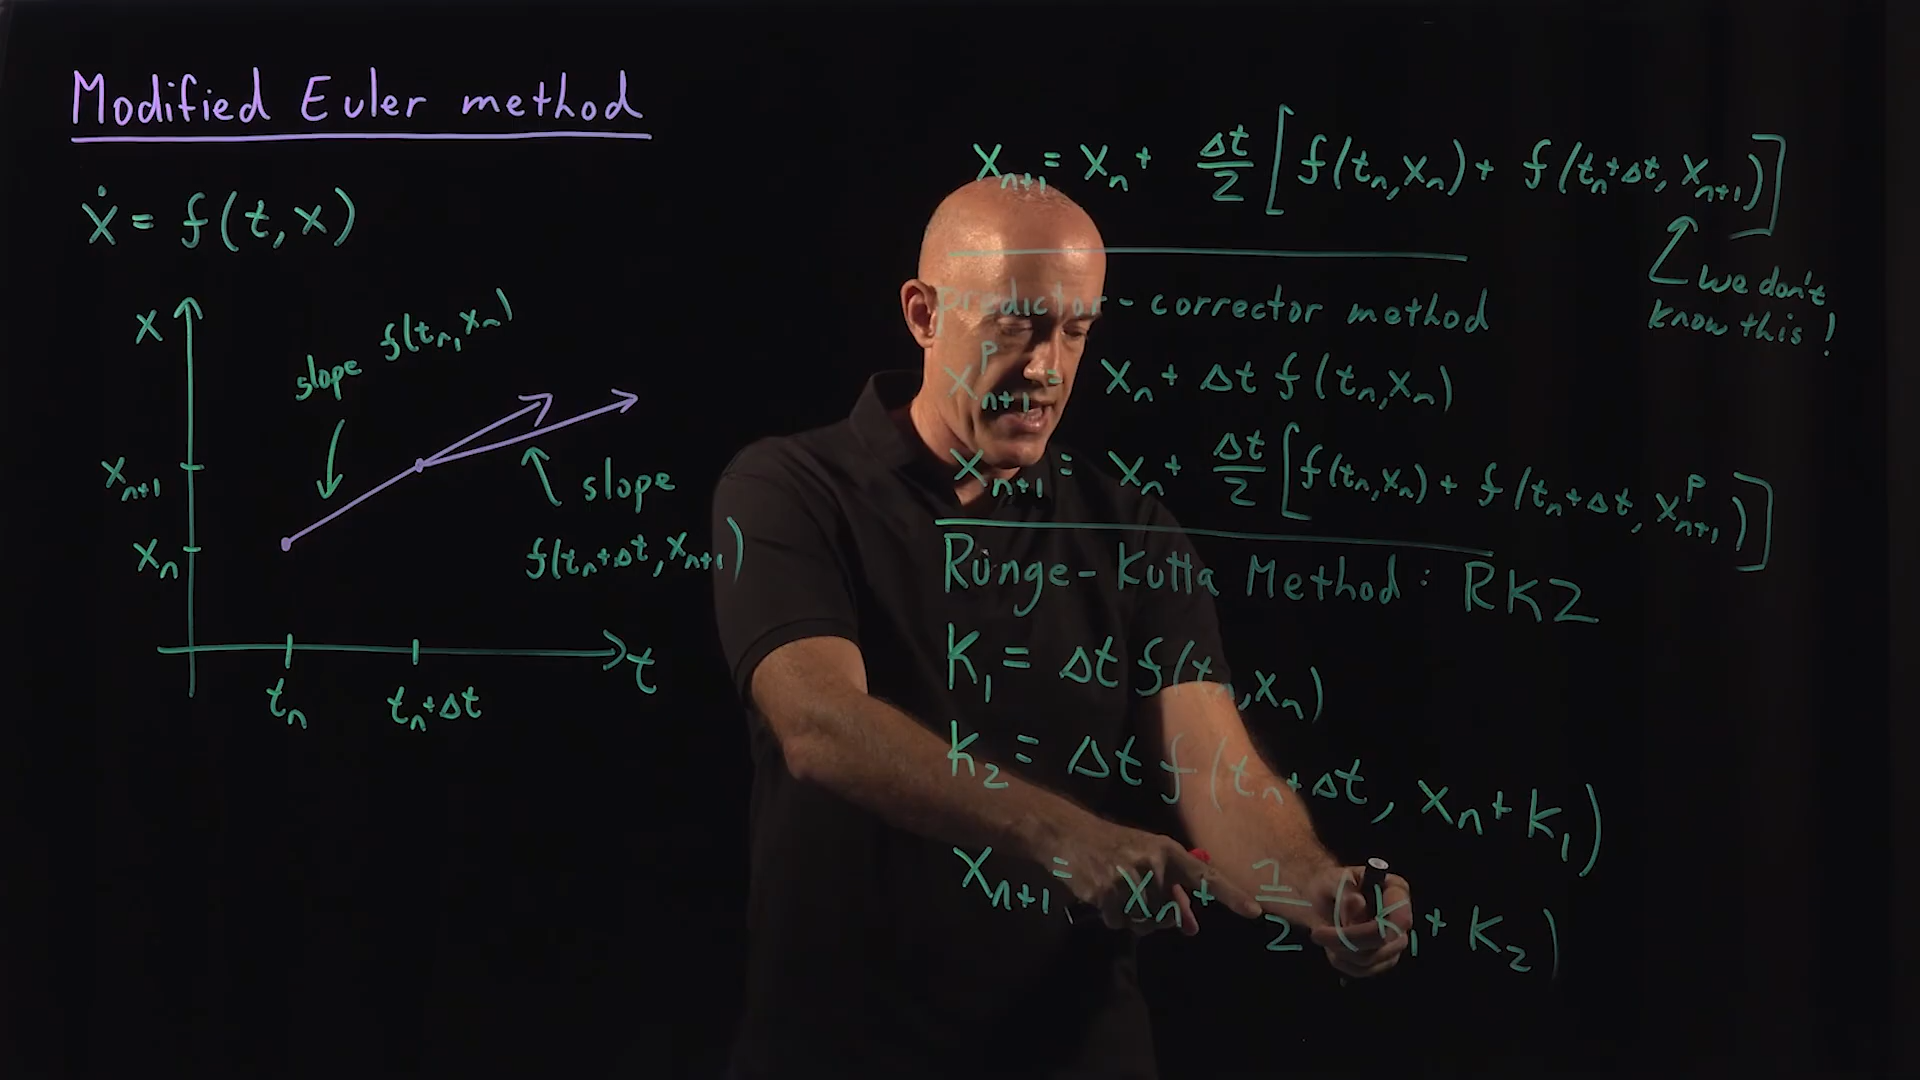 Modified Euler method
ẋ = f(t, x)
x
slope f(tₙ, xₙ)
xₙ₊₁
xₙ
slope
f(tₙ+Δt, xₙ₊₁)
tₙ
tₙ+Δt
t
xₙ₊₁ = xₙ + Δt/2 [f(tₙ, xₙ) + f(tₙ+Δt, xₙ₊₁)]
we don't
know this!
predictor-corrector method
xᵖₙ₊₁ = xₙ + Δt f(tₙ, xₙ)
xₙ₊₁ = xₙ + Δt/2 [f(tₙ, xₙ) + f(tₙ+Δt, xᵖₙ₊₁)]
Runge-Kutta Method: RK2
K₁ = Δt f(tₙ, xₙ)
K₂ = Δt f(tₙ+Δt, xₙ+K₁)
xₙ₊₁ = xₙ + 1/2 (K₁ + K₂)